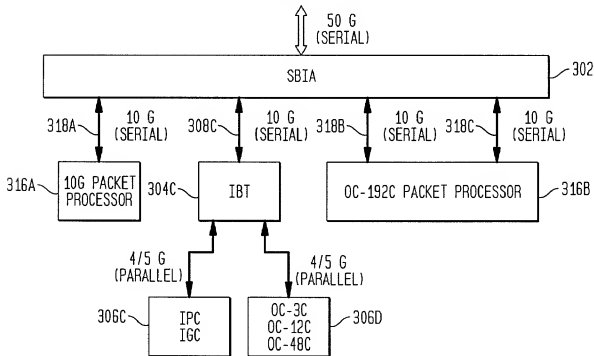 50 G
(SERIAL)
SBIA
302
318A
10 G
(SERIAL)
308C
10 G
(SERIAL)
318B
10 G
(SERIAL)
318C
10 G
(SERIAL)
316A
10G PACKET
PROCESSOR
304C
IBT
OC-192C PACKET PROCESSOR
316B
4/5 G
(PARALLEL)
4/5 G
(PARALLEL)
306C
IPC
IGC
OC-3C
OC-12C
OC-48C
306D